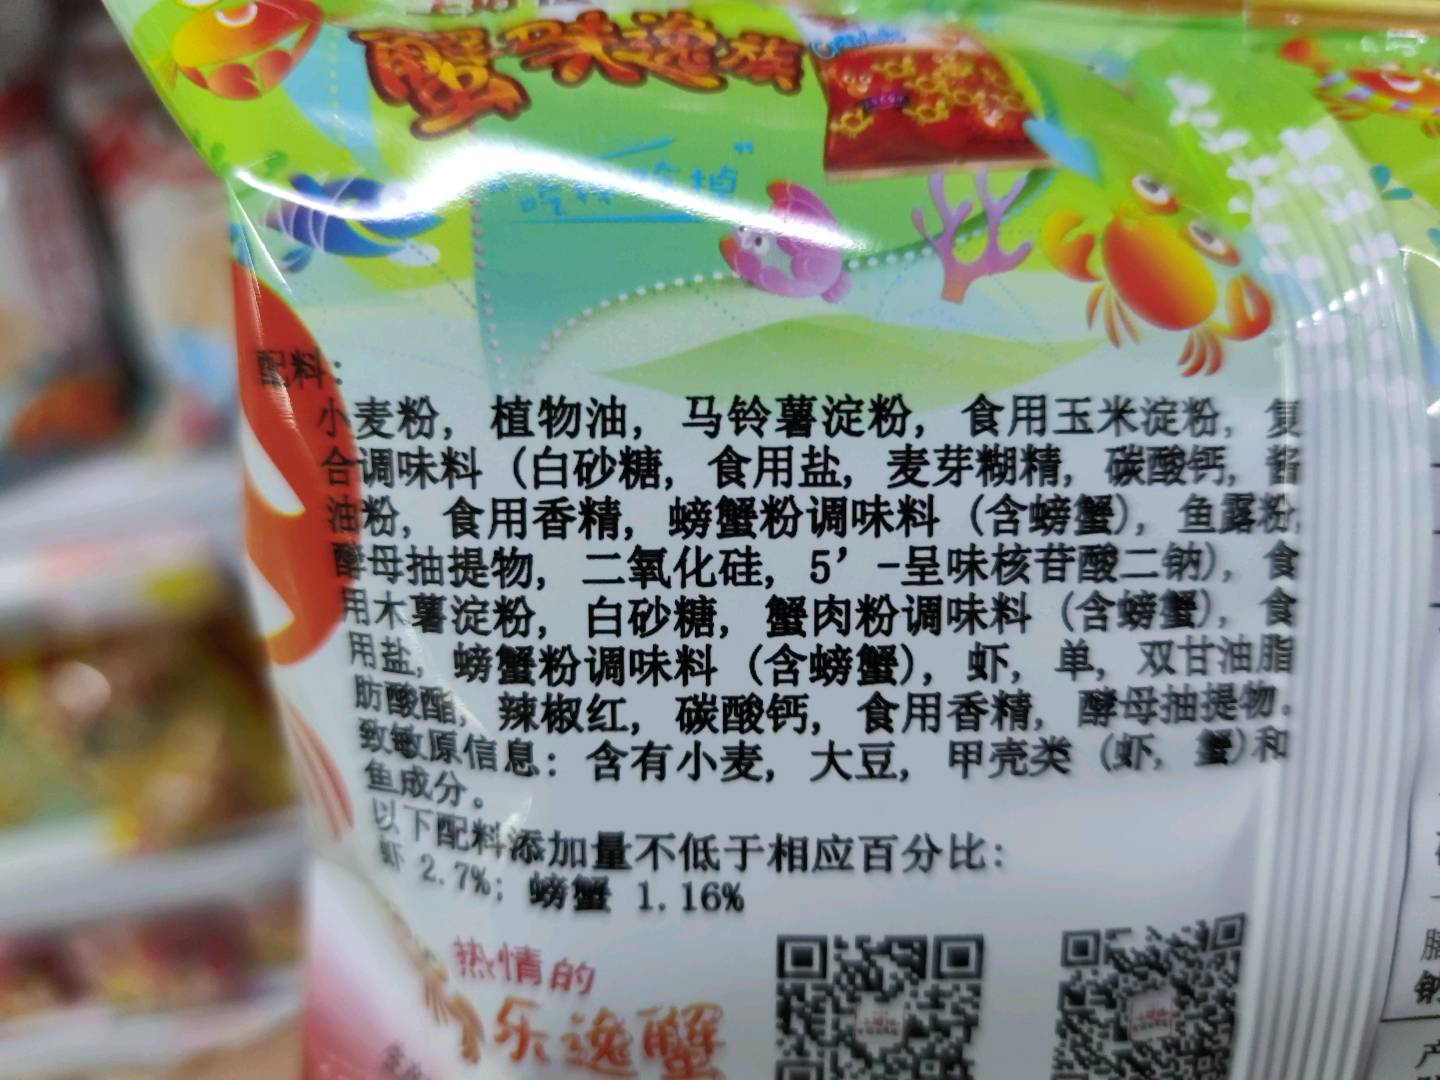 蟹味逸族
配料：
小麦粉，植物油，马铃薯淀粉，食用玉米淀粉，复
合调味料（白砂糖，食用盐，麦芽糊精，碳酸钙，酱
油粉，食用香精，螃蟹粉调味料（含螃蟹），鱼露粉，
酵母抽提物，二氧化硅，5’-呈味核苷酸二钠），食
用木薯淀粉，白砂糖，蟹肉粉调味料（含螃蟹），食
用盐，螃蟹粉调味料（含螃蟹），虾，单，双甘油脂
肪酸酯，辣椒红，碳酸钙，食用香精，酵母抽提物。
致敏原信息：含有小麦，大豆，甲壳类（虾，蟹）和
鱼成分。
以下配料添加量不低于相应百分比：
虾 2.7%；螃蟹 1.16%
热情的
乐逸蟹